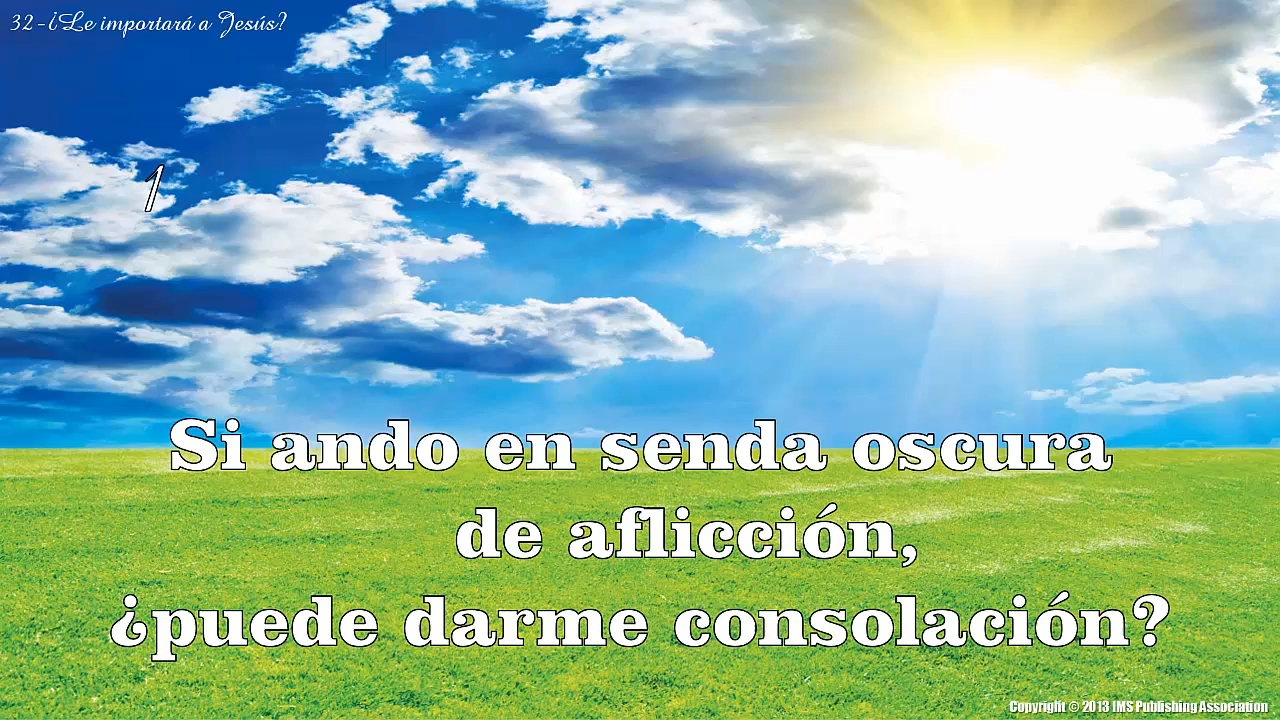 32-¿Le importará a Jesús?
1
Si ando en senda oscura
de aflicción,
¿puede darme consolación?
Copyright © 2013 IMS Publishing Association